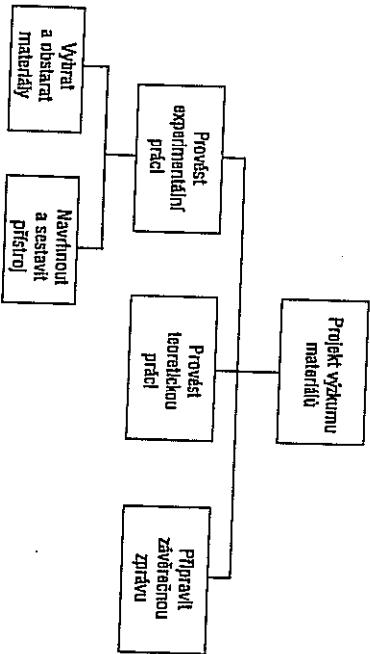 Projekt výzkumu
materiálů
Provést
experimentální
práci
Provést
teoretickou
práci
Připravit
závěrečnou
zprávu
Vybrat
a obstarat
materiály
Navrhnout
a sestavit
přístroj